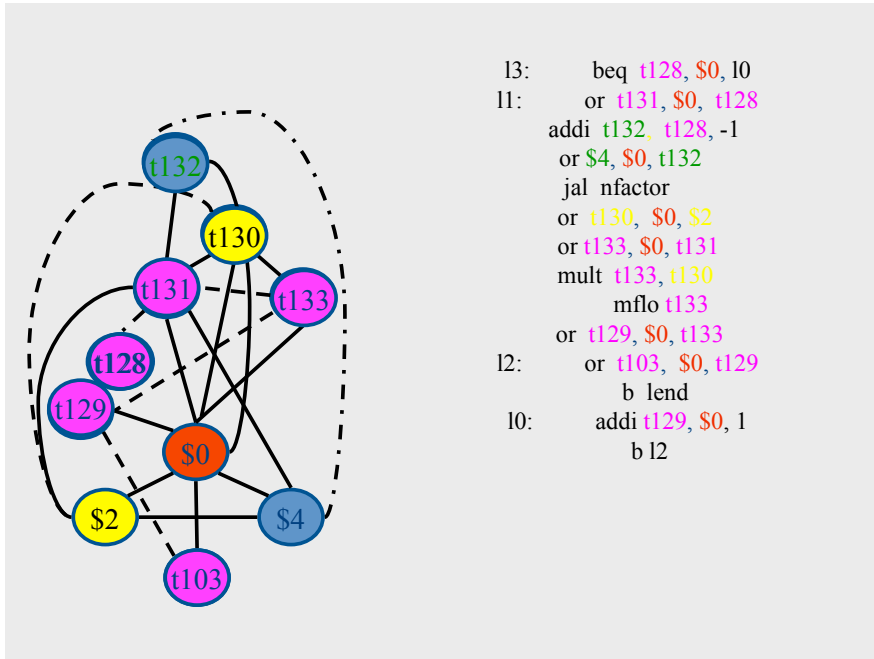 t132
t130
t131
t133
t128
t129
$0
$2
$4
t103
l3: beq t128, $0, l0
l1: or t131, $0, t128
addi t132, t128, -1
or $4, $0, t132
jal nfactor
or t130, $0, $2
or t133, $0, t131
mult t133, t130
mflo t133
or t129, $0, t133
l2: or t103, $0, t129
b lend
l0: addi t129, $0, 1
b l2